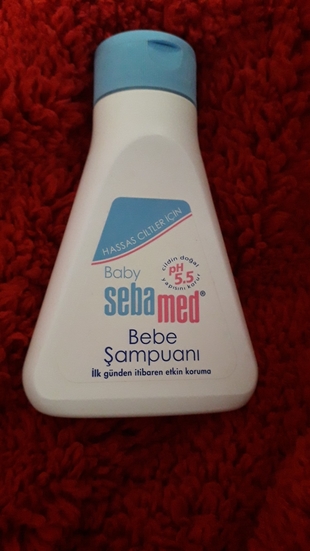 HASSAS CİLTLER İÇİN
cildin doğal
pH
5.5
yapısını korur
Baby
sebamed®
Bebe
Şampuanı
İlk günden itibaren etkin koruma